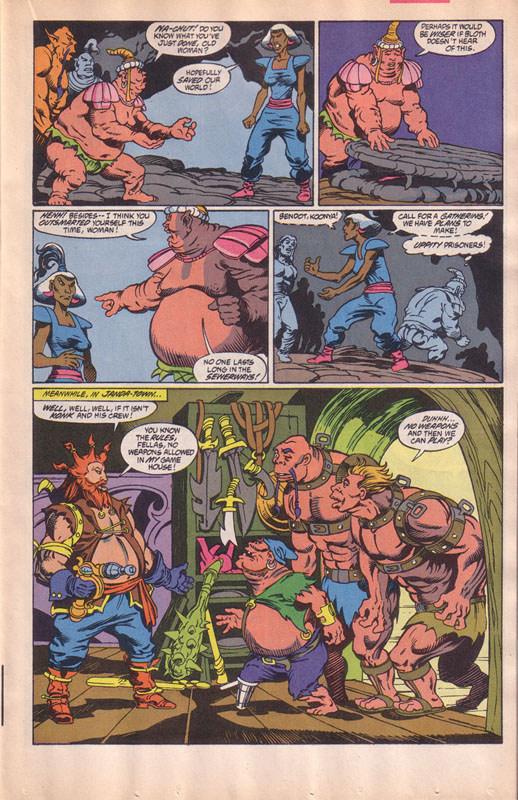 NA-CHUT! DO YOU
KNOW WHAT YOU'VE
JUST DONE, OLD
WOMAN?
HOPEFULLY
SAVED OUR
WORLD!
PERHAPS IT WOULD
BE WISER IF BLOTH
DOESN'T HEAR
OF THIS.
HENH! BESIDES-- I THINK YOU
OUTSMARTED YOURSELF THIS
TIME, WOMAN!
NO ONE LASTS
LONG IN THE
SEWERWAYS!
BENDOT, KOONYA!
CALL FOR A GATHERING!
WE HAVE PLANS TO
MAKE!
UPPITY PRISONERS!
MEANWHILE, IN JANDA-TOWN...
WELL, WELL, WELL, IF IT ISN'T
KONK AND HIS CREW!
YOU KNOW
THE RULES,
FELLAS, NO
WEAPONS ALLOWED
IN MY GAME
HOUSE!
DUHHH...
NO WEAPONS
AND THEN WE
CAN PLAY?